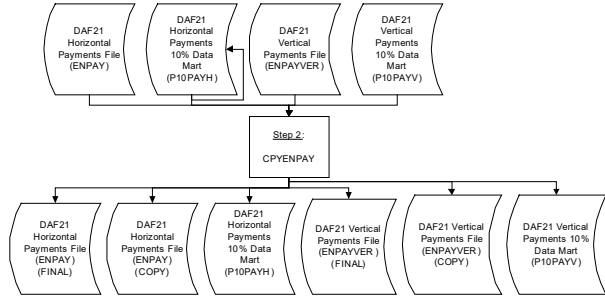 DAF21
Horizontal
Payments File
(ENPAY)
DAF21
Horizontal
Payments
10% Data
Mart
(P10PAYH)
DAF21
Vertical
Payments File
(ENPAYVER)
DAF21
Vertical
Payments
10% Data
Mart
(P10PAYV)
Step 2:
CPYENPAY
DAF21
Horizontal
Payments File
(ENPAY)
(FINAL)
DAF21
Horizontal
Payments File
(ENPAY)
(COPY)
DAF21
Horizontal
Payments
10% Data
Mart
(P10PAYH)
DAF21 Vertical
Payments File
(ENPAYVER)
(FINAL)
DAF21 Vertical
Payments File
(ENPAYVER)
(COPY)
DAF21 Vertical
Payments 10%
Data Mart
(P10PAYV)